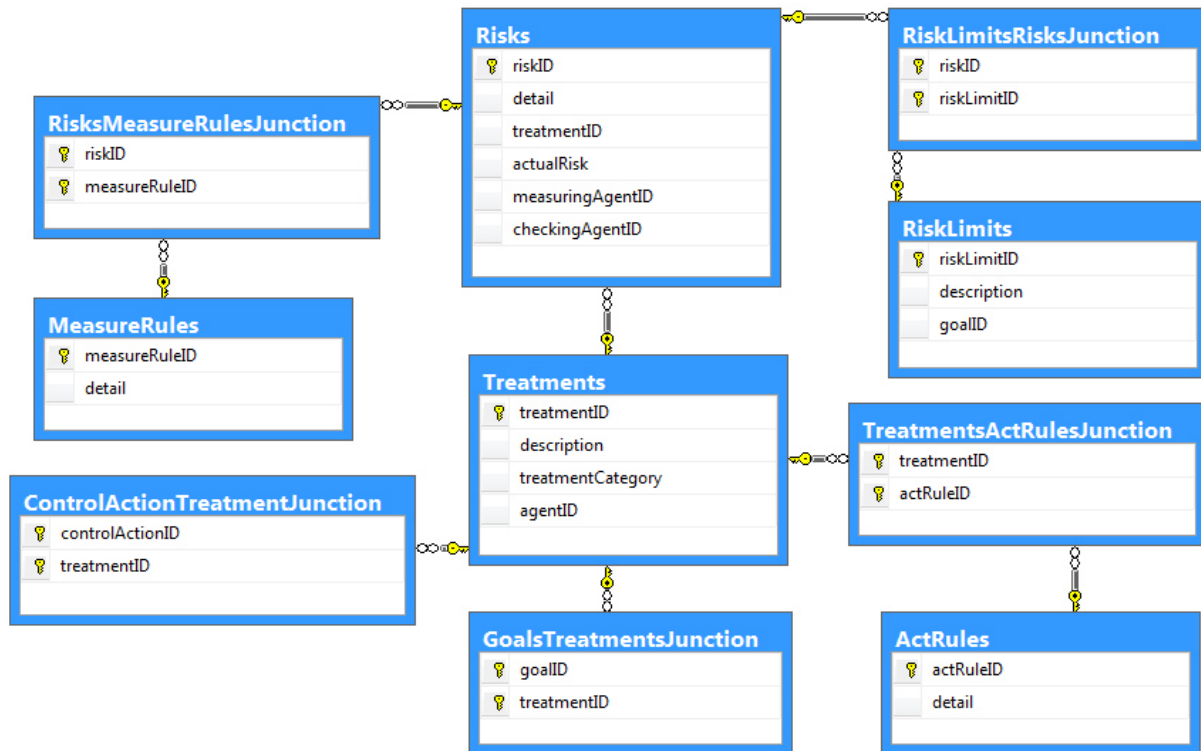 Risks
riskID
detail
treatmentID
actualRisk
measuringAgentID
checkingAgentID
RiskLimitsRisksJunction
riskID
riskLimitID
RisksMeasureRulesJunction
riskID
measureRuleID
RiskLimits
riskLimitID
description
goalID
MeasureRules
measureRuleID
detail
Treatments
treatmentID
description
treatmentCategory
agentID
TreatmentsActRulesJunction
treatmentID
actRuleID
ControlActionTreatmentJunction
controlActionID
treatmentID
GoalsTreatmentsJunction
goalID
treatmentID
ActRules
actRuleID
detail